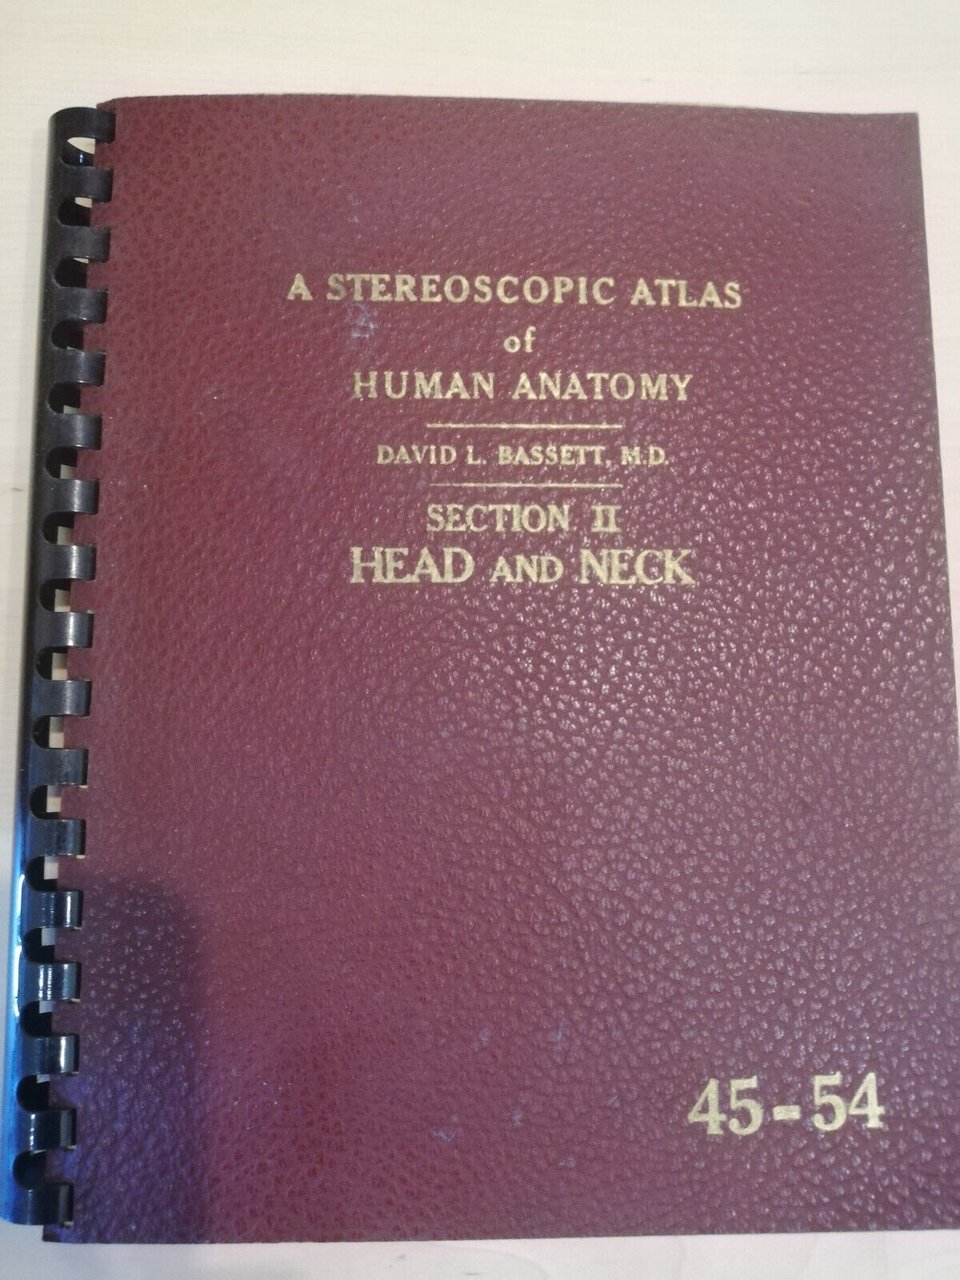 A STEREOSCOPIC ATLAS
of
HUMAN ANATOMY
DAVID L. BASSETT, M.D.
SECTION II
HEAD AND NECK
45-54